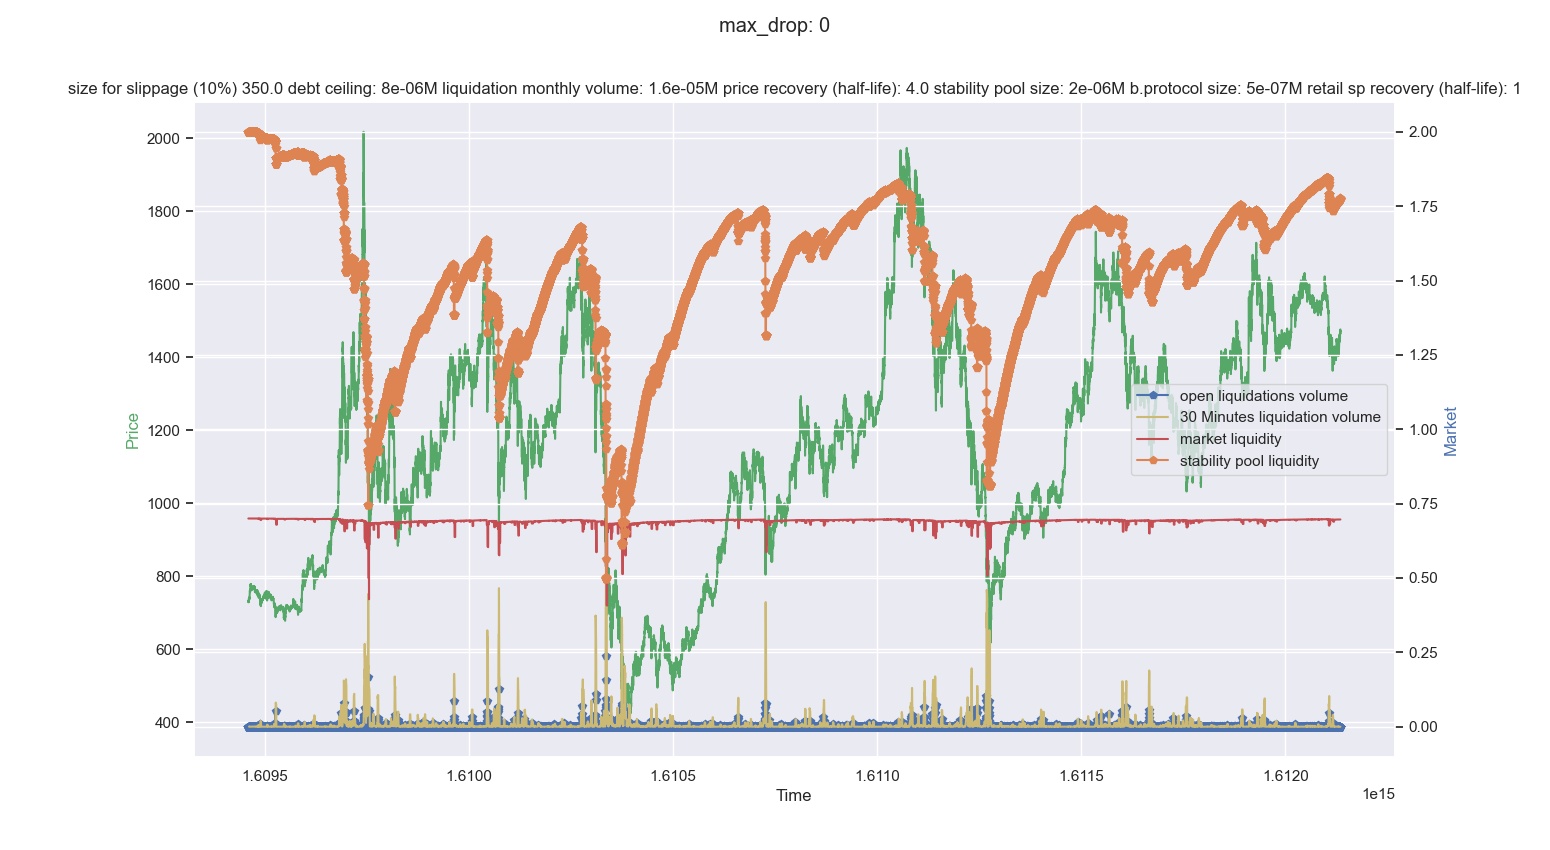 max_drop: 0
size for slippage (10%) 350.0 debt ceiling: 8e-06M liquidation monthly volume: 1.6e-05M price recovery (half-life): 4.0 stability pool size: 2e-06M b.protocol size: 5e-07M retail sp recovery (half-life): 1
2000
1800
1600
1400
1200
1000
800
600
400
Price
2.00
1.75
1.50
1.25
1.00
0.75
0.50
0.25
0.00
Market
open liquidations volume
30 Minutes liquidation volume
market liquidity
stability pool liquidity
1.6095 1.6100 1.6105 1.6110 1.6115 1.6120
Time
1e15